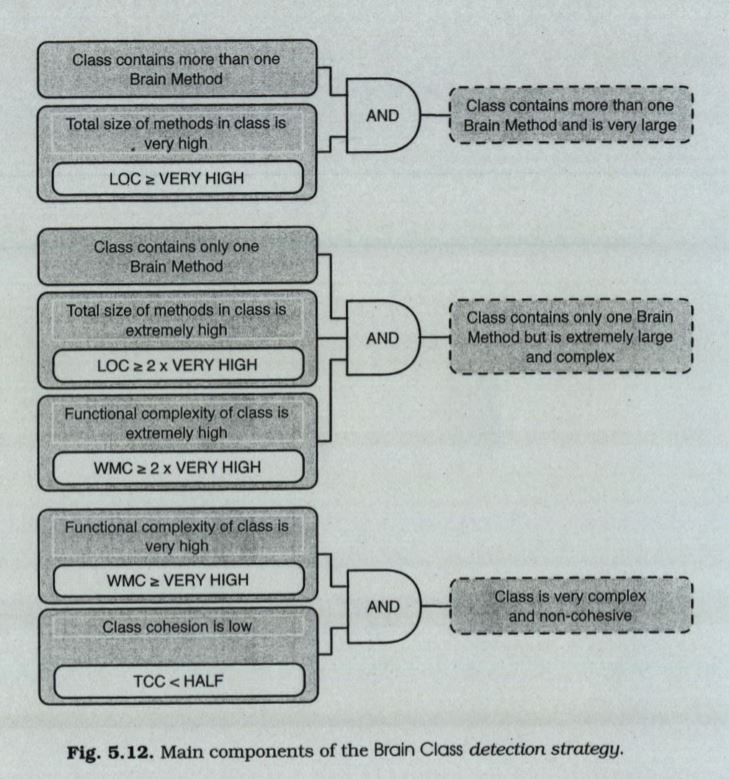 Class contains more than one
Brain Method
Total size of methods in class is
very high
LOC ≥ VERY HIGH
AND
Class contains more than one
Brain Method and is very large
Class contains only one
Brain Method
Total size of methods in class is
extremely high
LOC ≥ 2 x VERY HIGH
Functional complexity of class is
extremely high
WMC ≥ 2 x VERY HIGH
AND
Class contains only one Brain
Method but is extremely large
and complex
Functional complexity of class is
very high
WMC ≥ VERY HIGH
Class cohesion is low
TCC < HALF
AND
Class is very complex
and non-cohesive
Fig. 5.12. Main components of the Brain Class detection strategy.